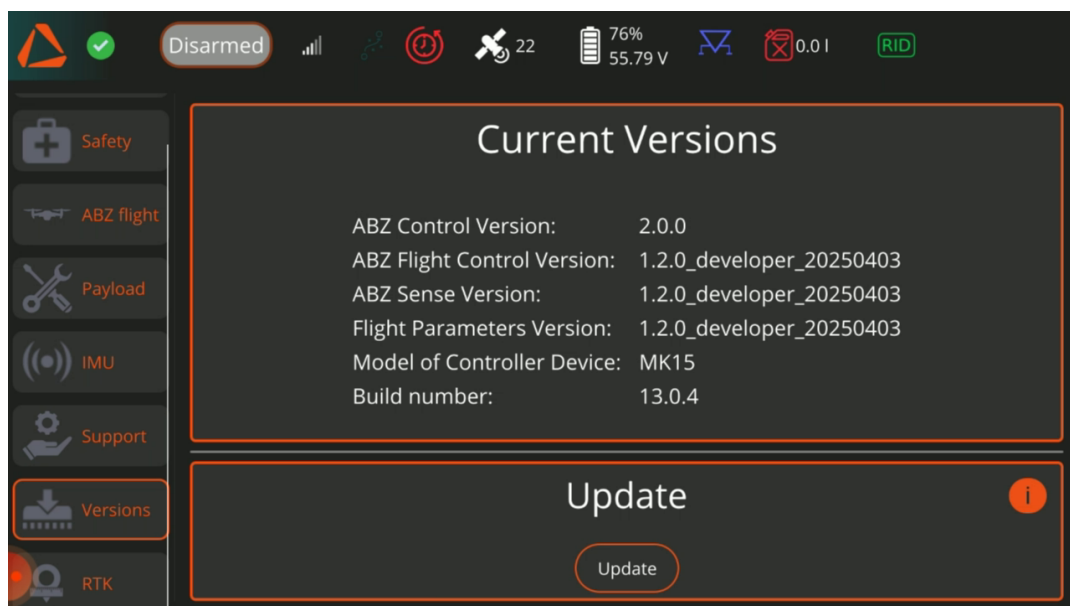 Disarmed
22
76%
55.79 V
0.0 l
RID
Safety
ABZ flight
Payload
IMU
Support
Versions
RTK
Current Versions
ABZ Control Version: 2.0.0
ABZ Flight Control Version: 1.2.0_developer_20250403
ABZ Sense Version: 1.2.0_developer_20250403
Flight Parameters Version: 1.2.0_developer_20250403
Model of Controller Device: MK15
Build number: 13.0.4
Update
i
Update